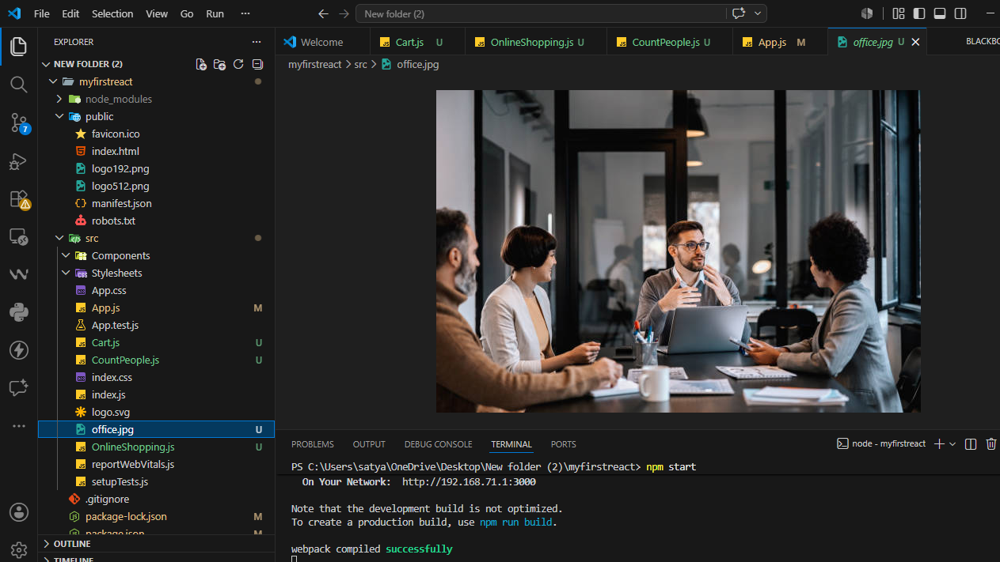 File Edit Selection View Go Run ··· New folder (2)
EXPLORER ···
NEW FOLDER (2)
myfirstreact
node_modules
public
favicon.ico
index.html
logo192.png
logo512.png
manifest.json
robots.txt
src
Components
Stylesheets
App.css
App.js M
App.test.js
Cart.js U
CountPeople.js U
index.css
index.js
logo.svg
office.jpg U
OnlineShopping.js U
reportWebVitals.js
setupTests.js
.gitignore
package-lock.json M
package.json M
OUTLINE
TIMELINE
7
Welcome Cart.js U OnlineShopping.js U CountPeople.js U App.js M office.jpg U BLACKBO
myfirstreact > src > office.jpg
PROBLEMS OUTPUT DEBUG CONSOLE TERMINAL PORTS node - myfirstreact
PS C:\Users\satya\OneDrive\Desktop\New folder (2)\myfirstreact> npm start
On Your Network: http://192.168.71.1:3000
Note that the development build is not optimized.
To create a production build, use npm run build.
webpack compiled successfully